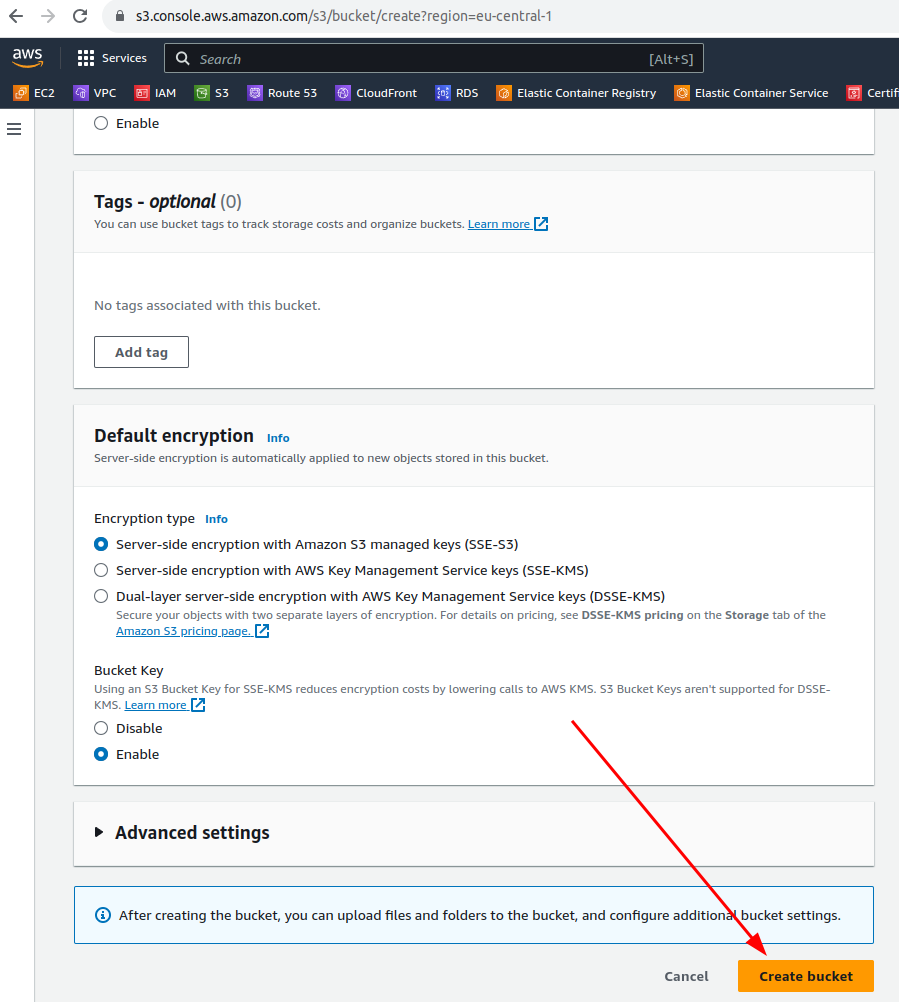 s3.console.aws.amazon.com/s3/bucket/create?region=eu-central-1
aws Services Search [Alt+S]
EC2 VPC IAM S3 Route 53 CloudFront RDS Elastic Container Registry Elastic Container Service Certif
Enable
Tags - optional (0)
You can use bucket tags to track storage costs and organize buckets. Learn more
No tags associated with this bucket.
Add tag
Default encryption Info
Server-side encryption is automatically applied to new objects stored in this bucket.
Encryption type Info
Server-side encryption with Amazon S3 managed keys (SSE-S3)
Server-side encryption with AWS Key Management Service keys (SSE-KMS)
Dual-layer server-side encryption with AWS Key Management Service keys (DSSE-KMS)
Secure your objects with two separate layers of encryption. For details on pricing, see DSSE-KMS pricing on the Storage tab of the
Amazon S3 pricing page.
Bucket Key
Using an S3 Bucket Key for SSE-KMS reduces encryption costs by lowering calls to AWS KMS. S3 Bucket Keys aren't supported for DSSE-
KMS. Learn more
Disable
Enable
Advanced settings
After creating the bucket, you can upload files and folders to the bucket, and configure additional bucket settings.
Cancel Create bucket